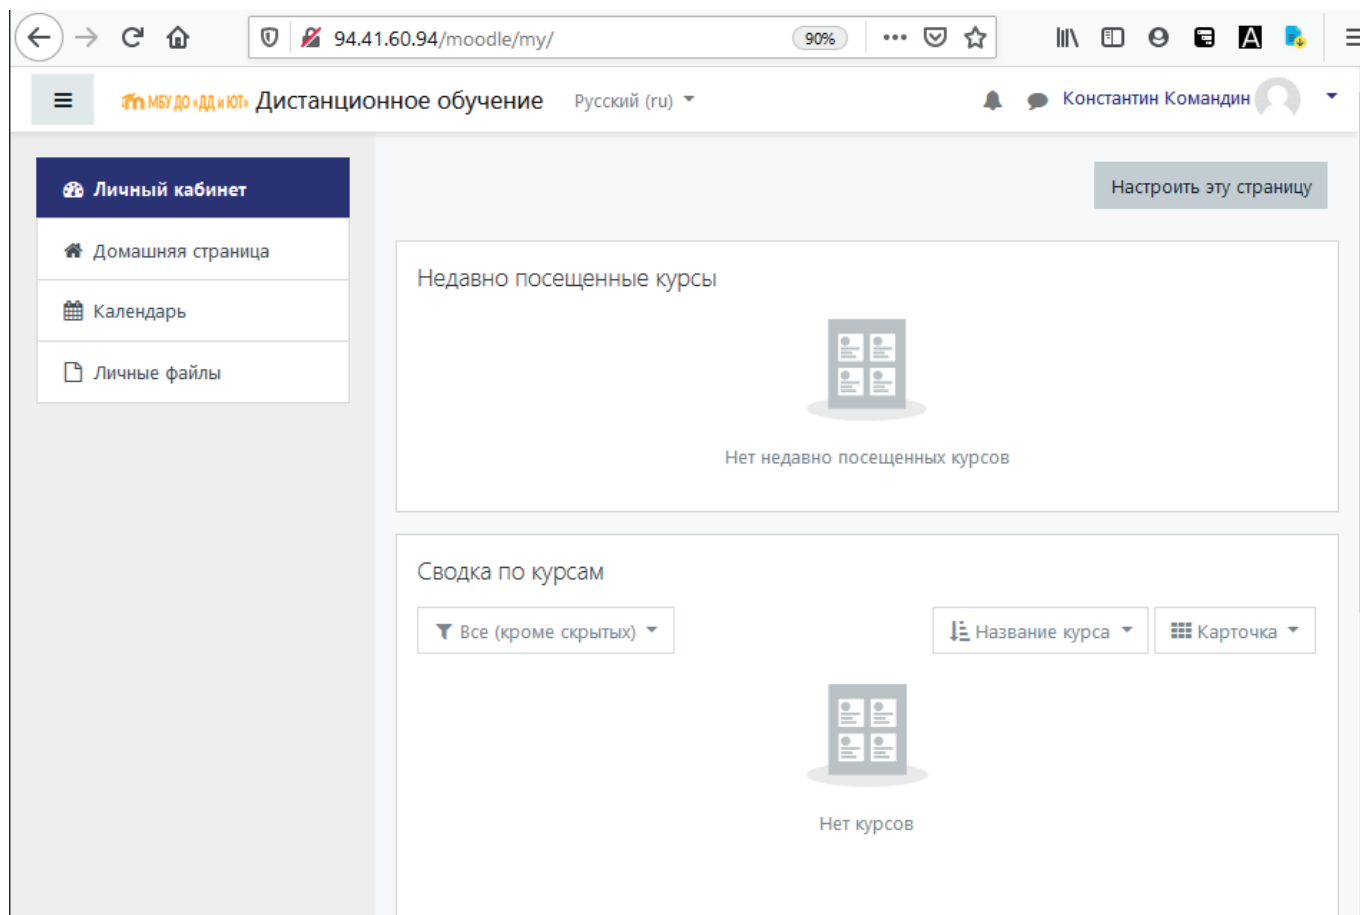 94.41.60.94/moodle/my/ 90%
МБУ ДО «ДД и ЮТ» Дистанционное обучение Русский (ru) Константин Командин
Личный кабинет
Настроить эту страницу
Домашняя страница
Календарь
Личные файлы
Недавно посещенные курсы
Нет недавно посещенных курсов
Сводка по курсам
Все (кроме скрытых) Название курса Карточка
Нет курсов